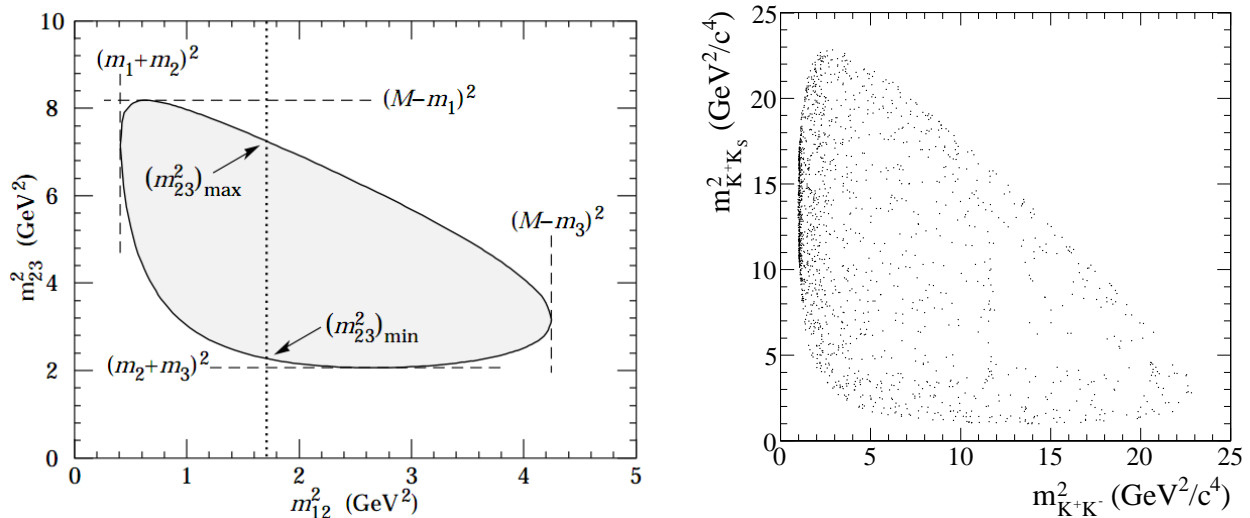 10
8
6
4
2
0
m²₂₃ (GeV²)
(m₁+m₂)²
(M−m₁)²
(m²₂₃)max
(M−m₃)²
(m²₂₃)min
(m₂+m₃)²
0 1 2 3 4 5
m²₁₂ (GeV²)
m²K⁺Kₛ (GeV²/c⁴)
25
20
15
10
5
0
0 5 10 15 20 25
m²K⁺K⁻ (GeV²/c⁴)